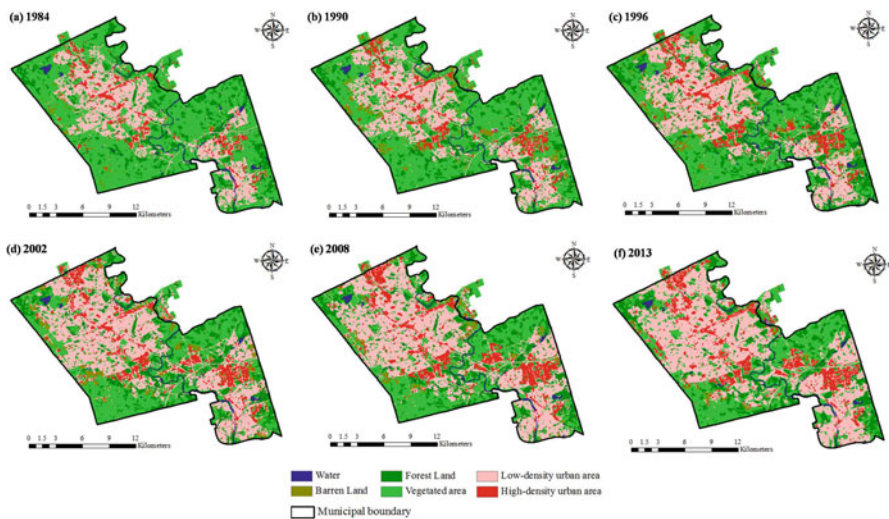 (a) 1984
N
W
E
S
0 1.5 3 6 9 12
Kilometers
(b) 1990
N
W
E
S
0 1.5 3 6 9 12
Kilometers
(c) 1996
N
W
E
S
0 1.5 3 6 9 12
Kilometers
(d) 2002
N
W
E
S
0 1.5 3 6 9 12
Kilometers
(e) 2008
N
W
E
S
0 1.5 3 6 9 12
Kilometers
(f) 2013
N
W
E
S
0 1.5 3 6 9 12
Kilometers
Water
Forest Land
Low-density urban area
Barren Land
Vegetated area
High-density urban area
Municipal boundary